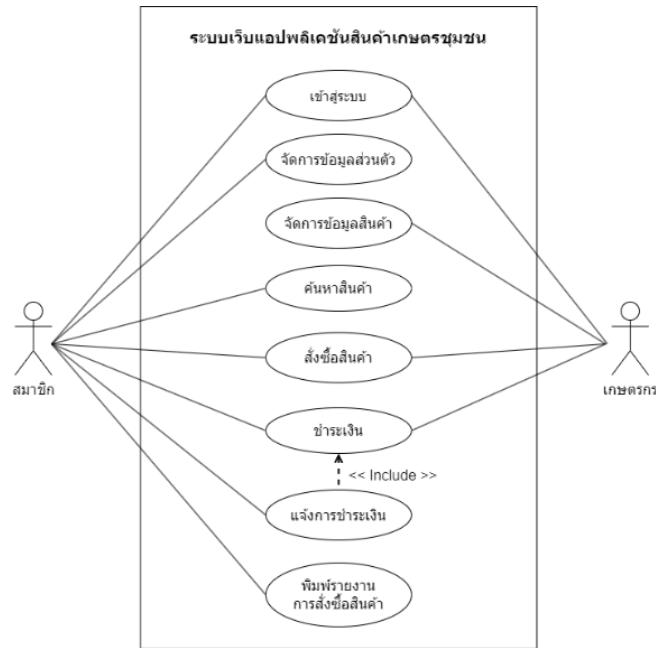 ระบบเว็บแอปพลิเคชันสินค้าเกษตรชุมชน
เข้าสู่ระบบ
จัดการข้อมูลส่วนตัว
จัดการข้อมูลสินค้า
ค้นหาสินค้า
สั่งซื้อสินค้า
สมาชิก
เกษตรกร
ชำระเงิน
<< Include >>
แจ้งการชำระเงิน
พิมพ์รายงาน
การสั่งซื้อสินค้า